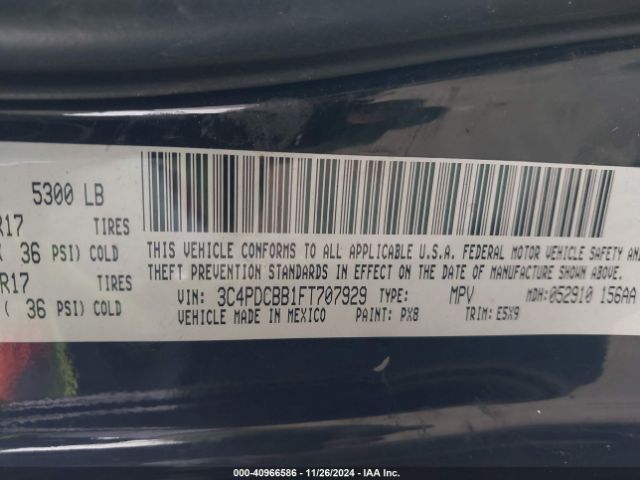 5300 LB
R17 TIRES
( 36 PSI) COLD
R17 TIRES
( 36 PSI) COLD
THIS VEHICLE CONFORMS TO ALL APPLICABLE U.S.A. FEDERAL MOTOR VEHICLE SAFETY AND
THEFT PREVENTION STANDARDS IN EFFECT ON THE DATE OF MANUFACTURE SHOWN ABOVE.
VIN: 3C4PDCBB1FT707929 TYPE: MPV MDH:052910 156AA
VEHICLE MADE IN MEXICO PAINT: PX8 TRIM: E5X9
000-40966586 - 11/26/2024 - IAA Inc.